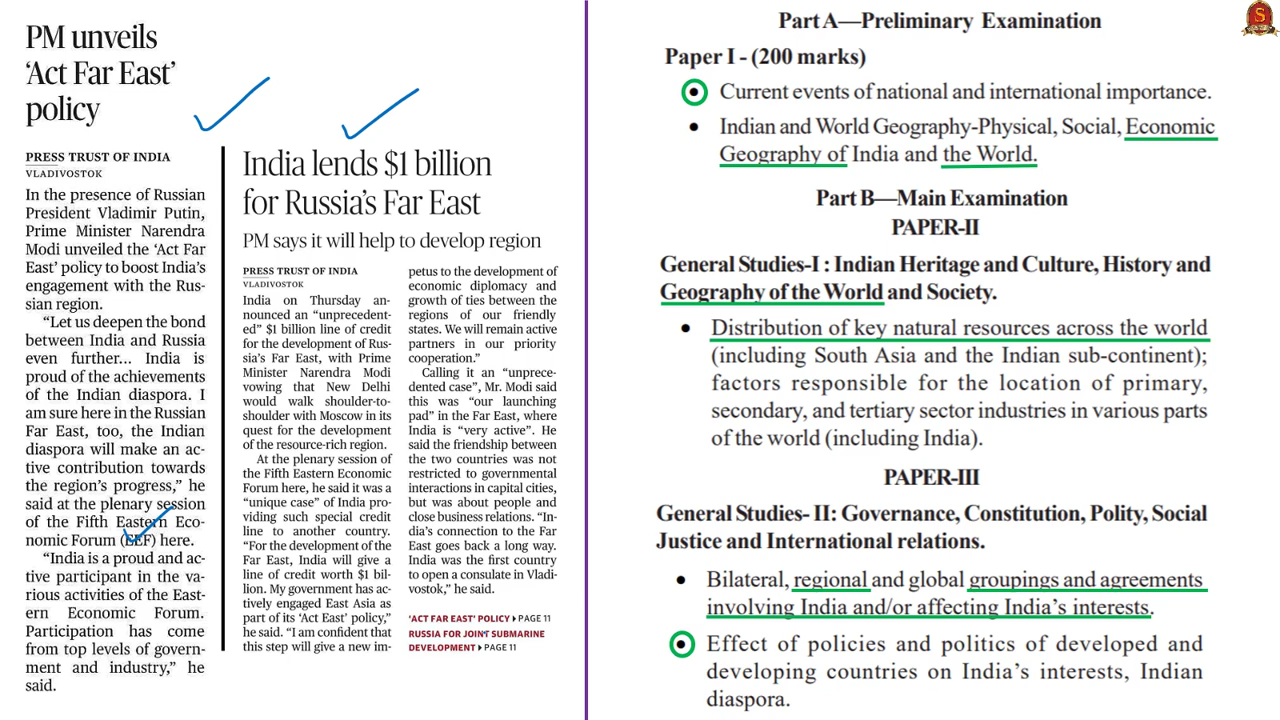 PM unveils
‘Act Far East’
policy
PRESS TRUST OF INDIA
VLADIVOSTOK
In the presence of Russian
President Vladimir Putin,
Prime Minister Narendra
Modi unveiled the ‘Act Far
East’ policy to boost India’s
engagement with the Rus-
sian region.
“Let us deepen the bond
between India and Russia
even further... India is
proud of the achievements
of the Indian diaspora. I
am sure here in the Russian
Far East, too, the Indian
diaspora will make an ac-
tive contribution towards
the region’s progress,” he
said at the plenary session
of the Fifth Eastern Eco-
nomic Forum (EEF) here.
“India is a proud and ac-
tive participant in the va-
rious activities of the East-
ern Economic Forum.
Participation has come
from top levels of govern-
ment and industry,” he
said.
India lends $1 billion
for Russia’s Far East
PM says it will help to develop region
PRESS TRUST OF INDIA
VLADIVOSTOK
India on Thursday an-
nounced an “unprecedent-
ed” $1 billion line of credit
for the development of Rus-
sia’s Far East, with Prime
Minister Narendra Modi
vowing that New Delhi
would walk shoulder-to-
shoulder with Moscow in its
quest for the development
of the resource-rich region.
At the plenary session of
the Fifth Eastern Economic
Forum here, he said it was a
“unique case” of India pro-
viding such special credit
line to another country.
“For the development of the
Far East, India will give a
line of credit worth $1 bil-
lion. My government has ac-
tively engaged East Asia as
part of its ‘Act East’ policy,”
he said. “I am confident that
this step will give a new im-
petus to the development of
economic diplomacy and
growth of ties between the
regions of our friendly
states. We will remain active
partners in our priority
cooperation.”
Calling it an “unprece-
dented case”, Mr. Modi said
this was “our launching
pad” in the Far East, where
India is “very active”. He
said the friendship between
the two countries was not
restricted to governmental
interactions in capital cities,
but was about people and
close business relations. “In-
dia’s connection to the Far
East goes back a long way.
India was the first country
to open a consulate in Vladi-
vostok,” he said.
‘ACT FAR EAST’ POLICY PAGE 11
RUSSIA FOR JOINT SUBMARINE
DEVELOPMENT PAGE 11
Part A—Preliminary Examination
Paper I - (200 marks)
• Current events of national and international importance.
• Indian and World Geography-Physical, Social, Economic
Geography of India and the World.
Part B—Main Examination
PAPER-II
General Studies-I : Indian Heritage and Culture, History and
Geography of the World and Society.
• Distribution of key natural resources across the world
(including South Asia and the Indian sub-continent);
factors responsible for the location of primary,
secondary, and tertiary sector industries in various parts
of the world (including India).
PAPER-III
General Studies- II: Governance, Constitution, Polity, Social
Justice and International relations.
• Bilateral, regional and global groupings and agreements
involving India and/or affecting India’s interests.
• Effect of policies and politics of developed and
developing countries on India’s interests, Indian
diaspora.